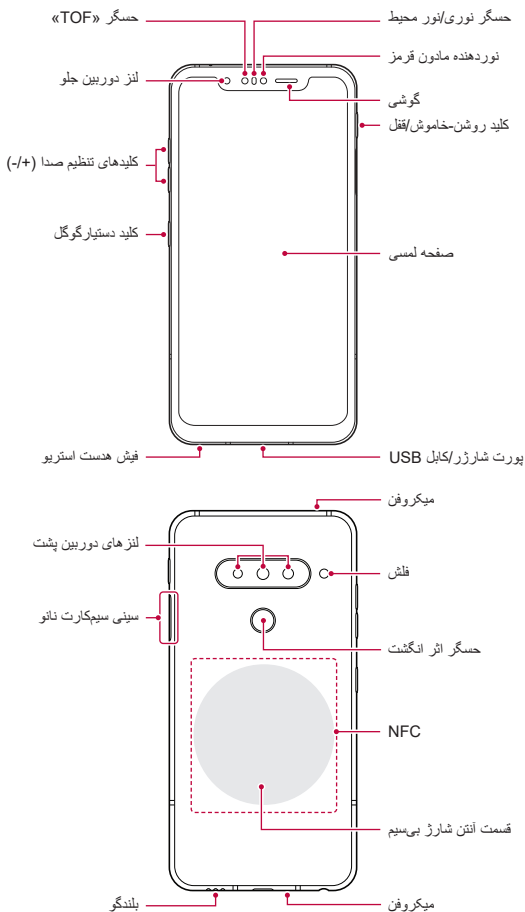 حسگر نوری/نور محیط
حسگر «TOF»
نوردهنده مادون قرمز
لنز دوربین جلو
گوشی
کلید روشن-خاموش/قفل
کلیدهای تنظیم صدا (+/-)
کلید دستیارگوگل
صفحه لمسی
پورت شارژر/کابل USB
فیش هدست استریو
میکروفن
لنزهای دوربین پشت
فلش
سینی سیم‌کارت نانو
حسگر اثر انگشت
NFC
قسمت آنتن شارژ بی‌سیم
میکروفن
بلندگو